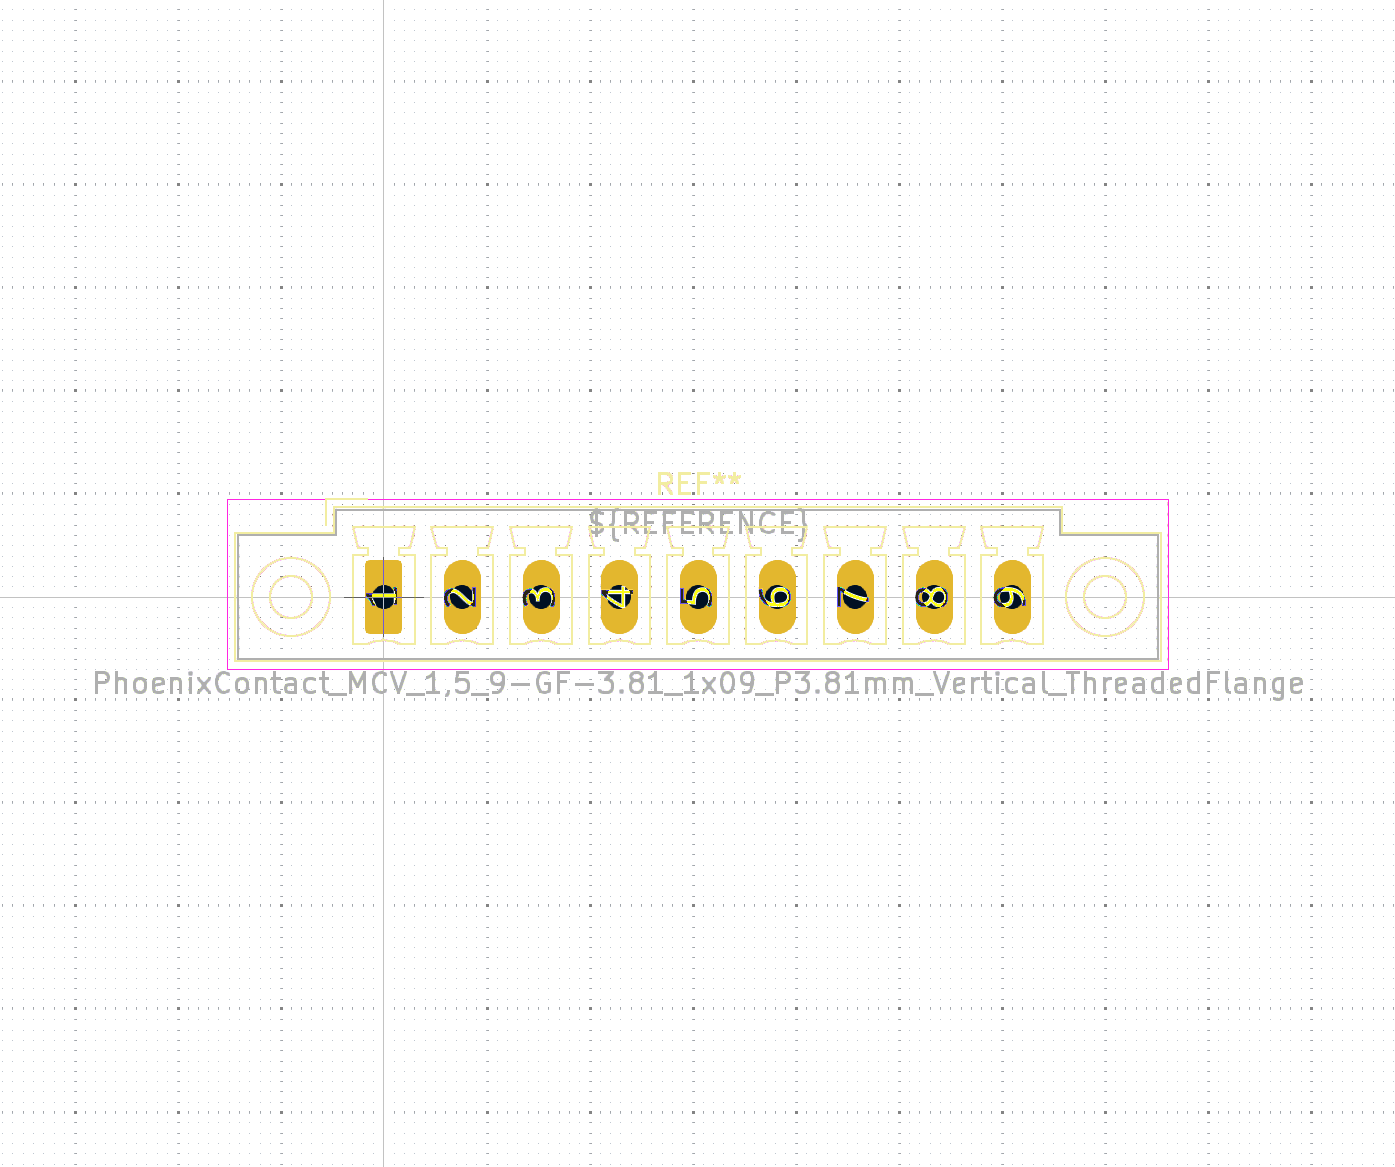 REF**
${REFERENCE}
1 2 3 4 5 6 7 8 9
PhoenixContact_MCV_1,5_9-GF-3.81_1x09_P3.81mm_Vertical_ThreadedFlange